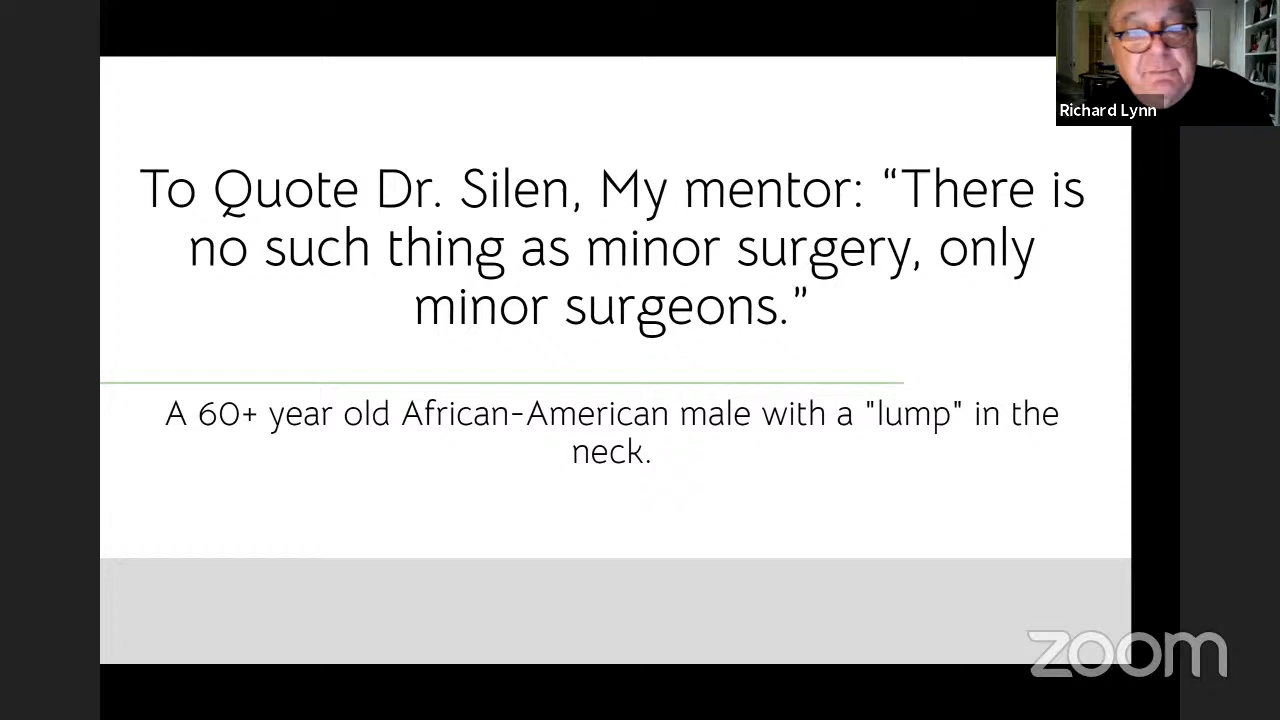 Richard Lynn
To Quote Dr. Silen, My mentor: “There is
no such thing as minor surgery, only
minor surgeons.”
A 60+ year old African-American male with a "lump" in the
neck.
zoom